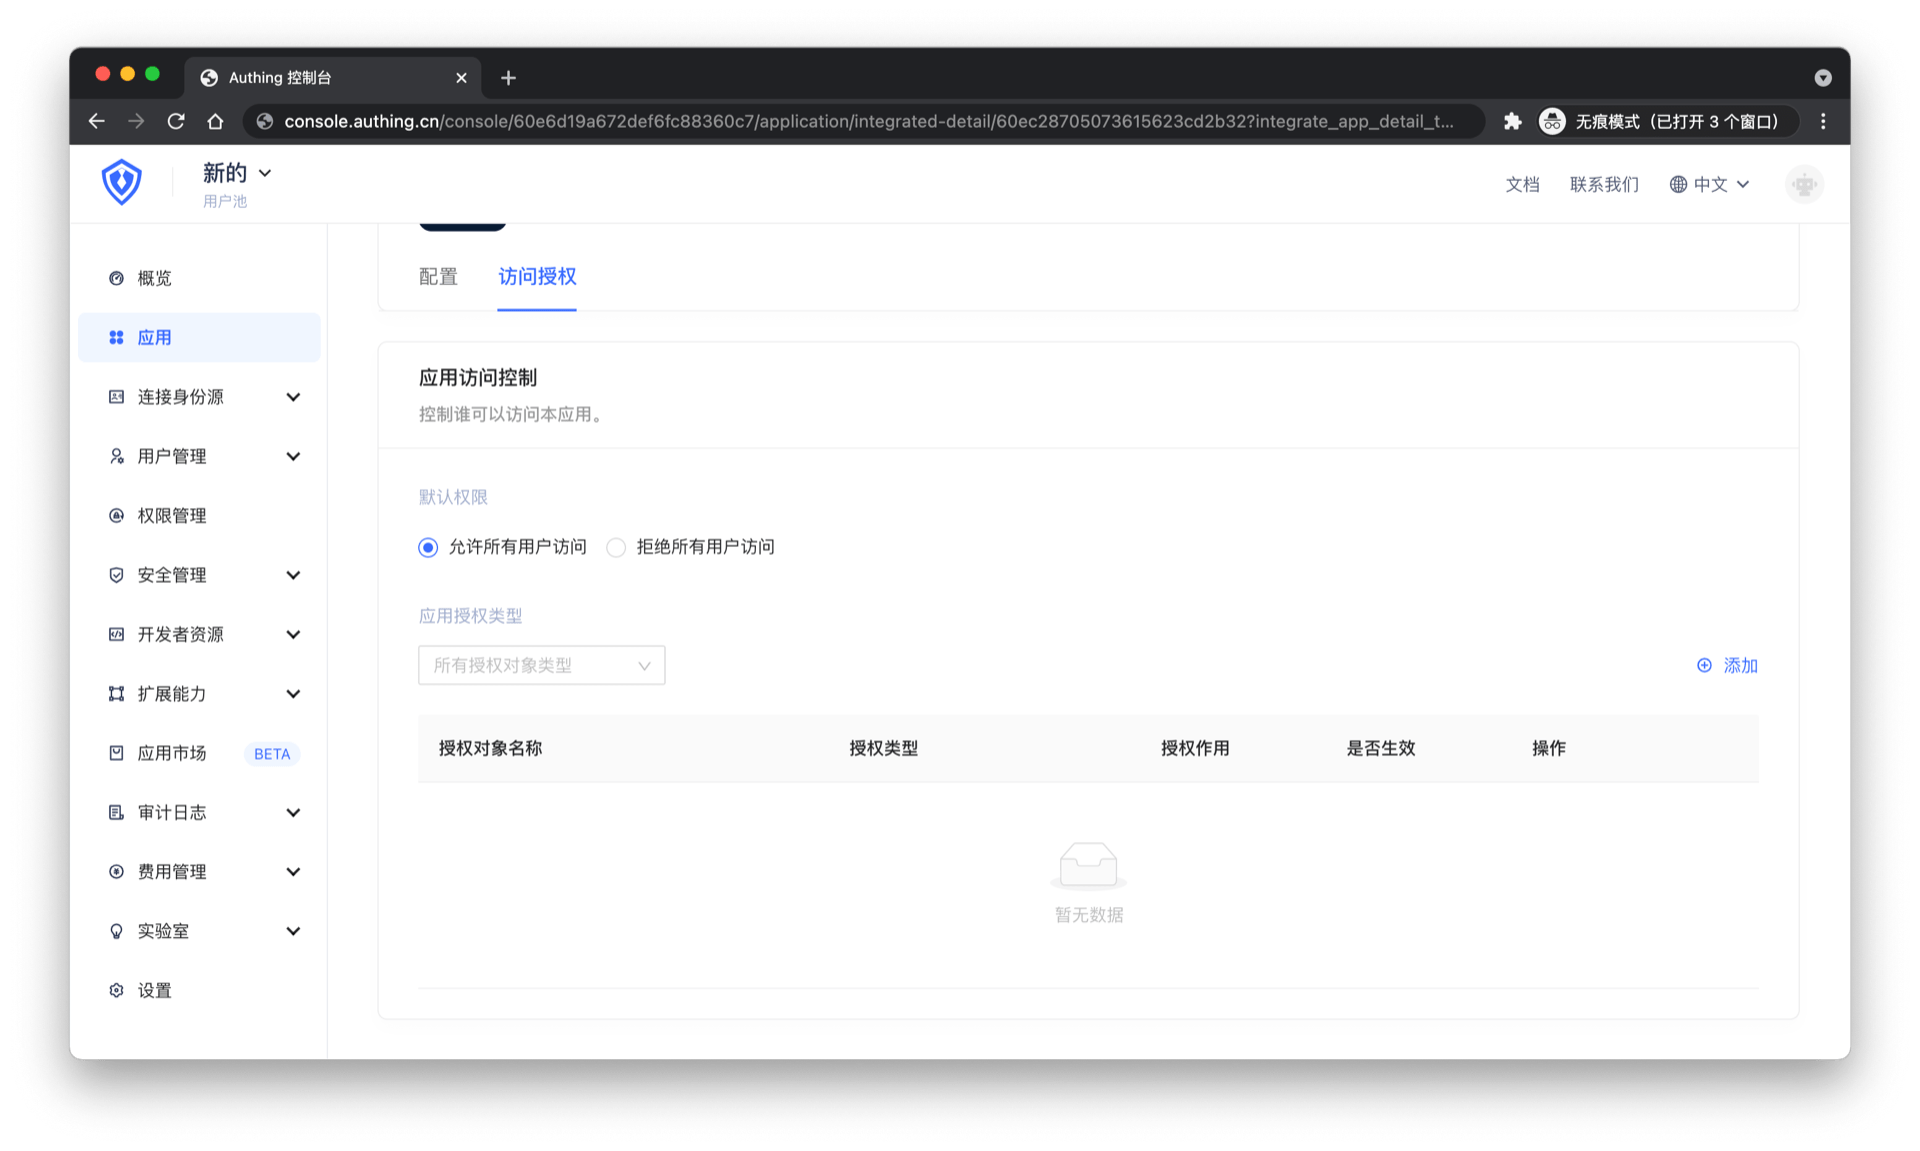 Authing 控制台
console.authing.cn/console/60e6d19a672def6fc88360c7/application/integrated-detail/60ec28705073615623cd2b32?integrate_app_detail_t...
无痕模式（已打开 3 个窗口）
新的
用户池
文档
联系我们
中文
概览
应用
连接身份源
用户管理
权限管理
安全管理
开发者资源
扩展能力
应用市场 BETA
审计日志
费用管理
实验室
设置
配置
访问授权
应用访问控制
控制谁可以访问本应用。
默认权限
允许所有用户访问
拒绝所有用户访问
应用授权类型
所有授权对象类型
添加
授权对象名称 授权类型 授权作用 是否生效 操作
暂无数据